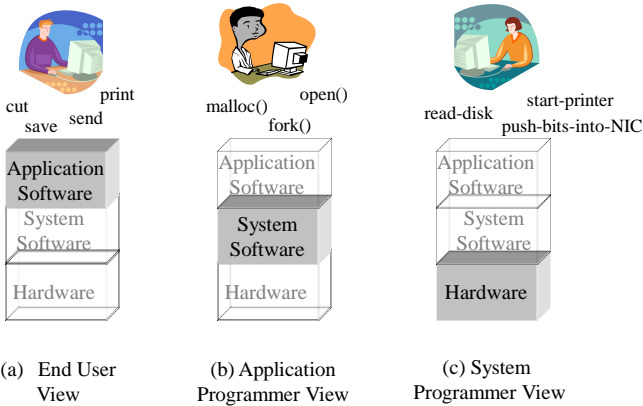 cut
print
save
send
Application
Software
System
Software
Hardware
(a) End User
View
malloc()
open()
fork()
Application
Software
System
Software
Hardware
(b) Application
Programmer View
read-disk
start-printer
push-bits-into-NIC
Application
Software
System
Software
Hardware
(c) System
Programmer View